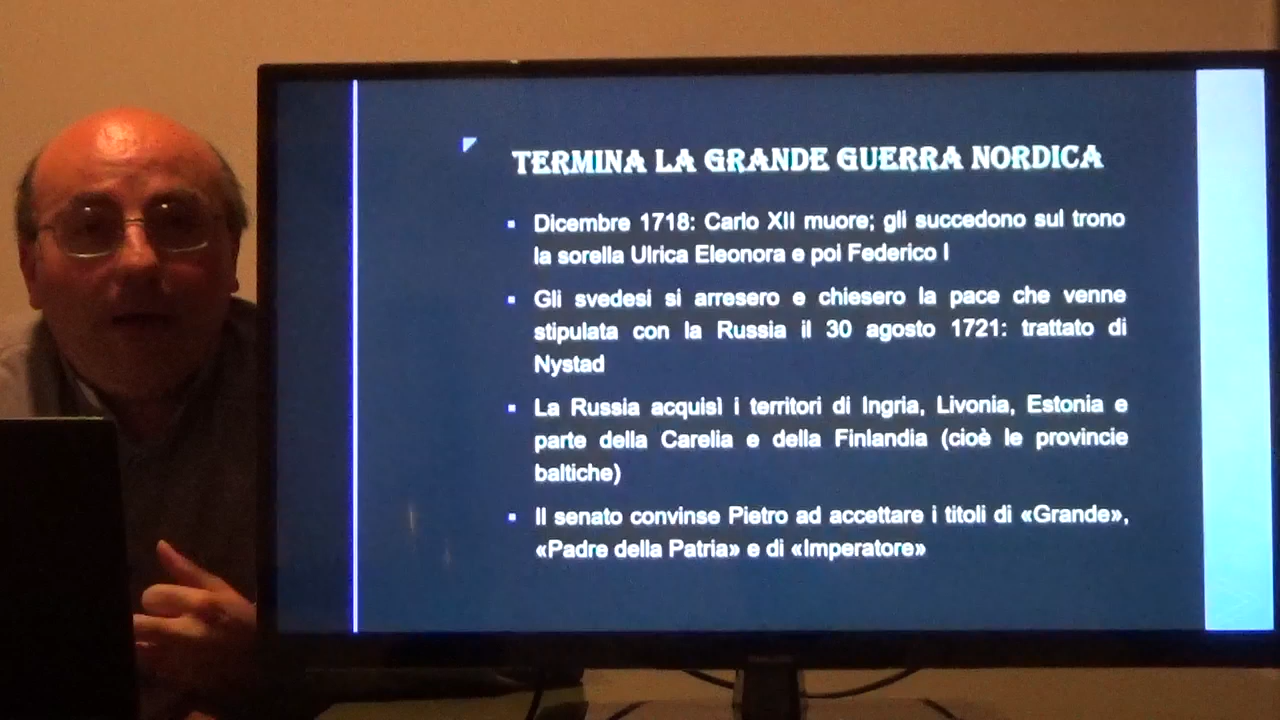 TERMINA LA GRANDE GUERRA NORDICA
▪ Dicembre 1718: Carlo XII muore; gli succedono sul trono
la sorella Ulrica Eleonora e poi Federico I
▪ Gli svedesi si arresero e chiesero la pace che venne
stipulata con la Russia il 30 agosto 1721: trattato di
Nystad
▪ La Russia acquisì i territori di Ingria, Livonia, Estonia e
parte della Carelia e della Finlandia (cioè le provincie
baltiche)
▪ Il senato convinse Pietro ad accettare i titoli di «Grande»,
«Padre della Patria» e di «Imperatore»